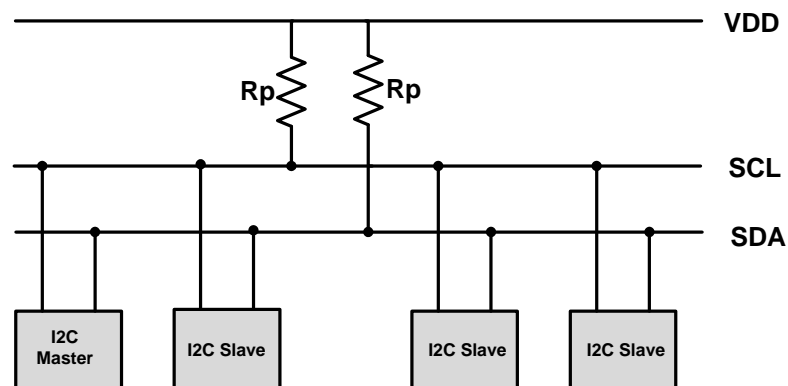 VDD
Rp
Rp
SCL
SDA
I2C
Master
I2C Slave
I2C Slave
I2C Slave